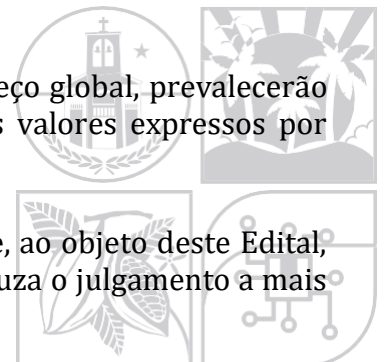 eço global, prevalecerão
s valores expressos por
e, ao objeto deste Edital,
uza o julgamento a mais